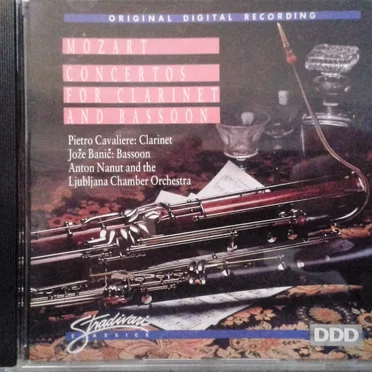 ORIGINAL DIGITAL RECORDING
MOZART
CONCERTOS
FOR CLARINET
AND BASSOON
Pietro Cavaliere: Clarinet
Jože Banič: Bassoon
Anton Nanut and the
Ljubljana Chamber Orchestra
Stradivari
CLASSICS
DDD